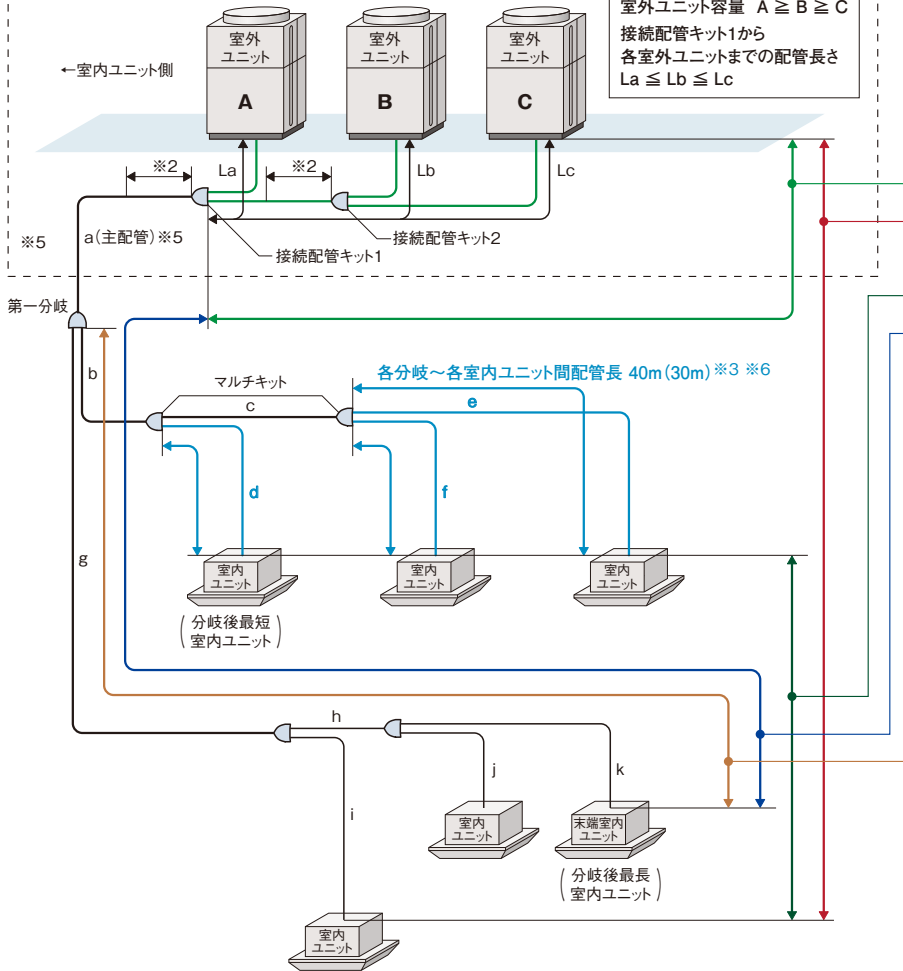 室外ユニット容量 A ≧ B ≧ C
接続配管キット1から
各室外ユニットまでの配管長さ
La ≦ Lb ≦ Lc
←室内ユニット側
室外
ユニット
A
室外
ユニット
B
室外
ユニット
C
※2
La
※2
Lb
Lc
※5
a(主配管)※5
接続配管キット1
接続配管キット2
第一分岐
b
マルチキット
c
各分岐～各室内ユニット間配管長 40m(30m)※3 ※6
e
d
f
g
室内
ユニット
室内
ユニット
室内
ユニット
(分岐後最短
室内ユニット)
h
j
k
i
室内
ユニット
末端室内
ユニット
(分岐後最長
室内ユニット)
室内
ユニット